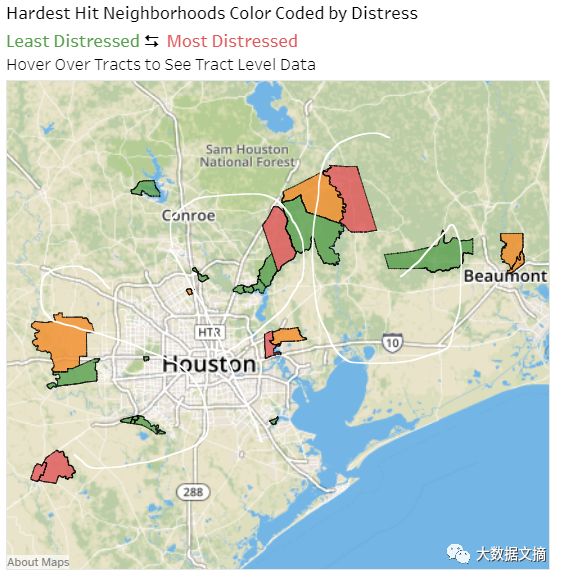 Hardest Hit Neighborhoods Color Coded by Distress
Least Distressed ⇆ Most Distressed
Hover Over Tracts to See Tract Level Data
Sam Houston
National Forest
Conroe
Beaumont
HTR
10
Houston
288
大数据文摘
About Maps